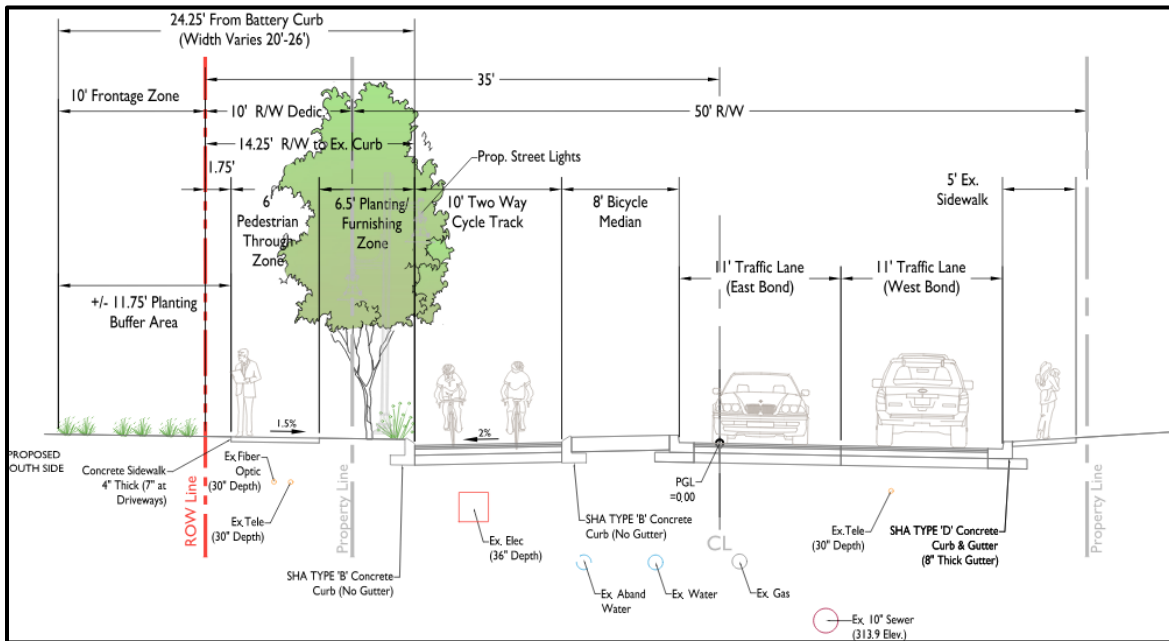 24.25' From Battery Curb
(Width Varies 20'-26')
35'
10' Frontage Zone
10' R/W Dedic.
50' R/W
14.25' R/W to Ex. Curb
Prop. Street Lights
1.75'
6'
Pedestrian
Through
Zone
6.5' Planting/
Furnishing
Zone
10' Two Way
Cycle Track
8' Bicycle
Median
5' Ex.
Sidewalk
11' Traffic Lane
(East Bond)
11' Traffic Lane
(West Bond)
+/- 11.75' Planting
Buffer Area
1.5%
2%
PROPOSED
OUTH SIDE
Concrete Sidewalk
4" Thick (7" at
Driveways)
ROW Line
Ex.Fiber
Optic
(30" Depth)
Ex.Tele
(30" Depth)
Property Line
SHA TYPE 'B' Concrete
Curb (No Gutter)
Ex. Elec
(36" Depth)
SHA TYPE 'B' Concrete
Curb (No Gutter)
Ex. Aband
Water
Ex. Water
PGL
=0.00
CL
Ex. Gas
Ex.Tele
(30" Depth)
Ex. 10" Sewer
(313.9 Elev.)
SHA TYPE 'D' Concrete
Curb & Gutter
(8" Thick Gutter)
Property Line